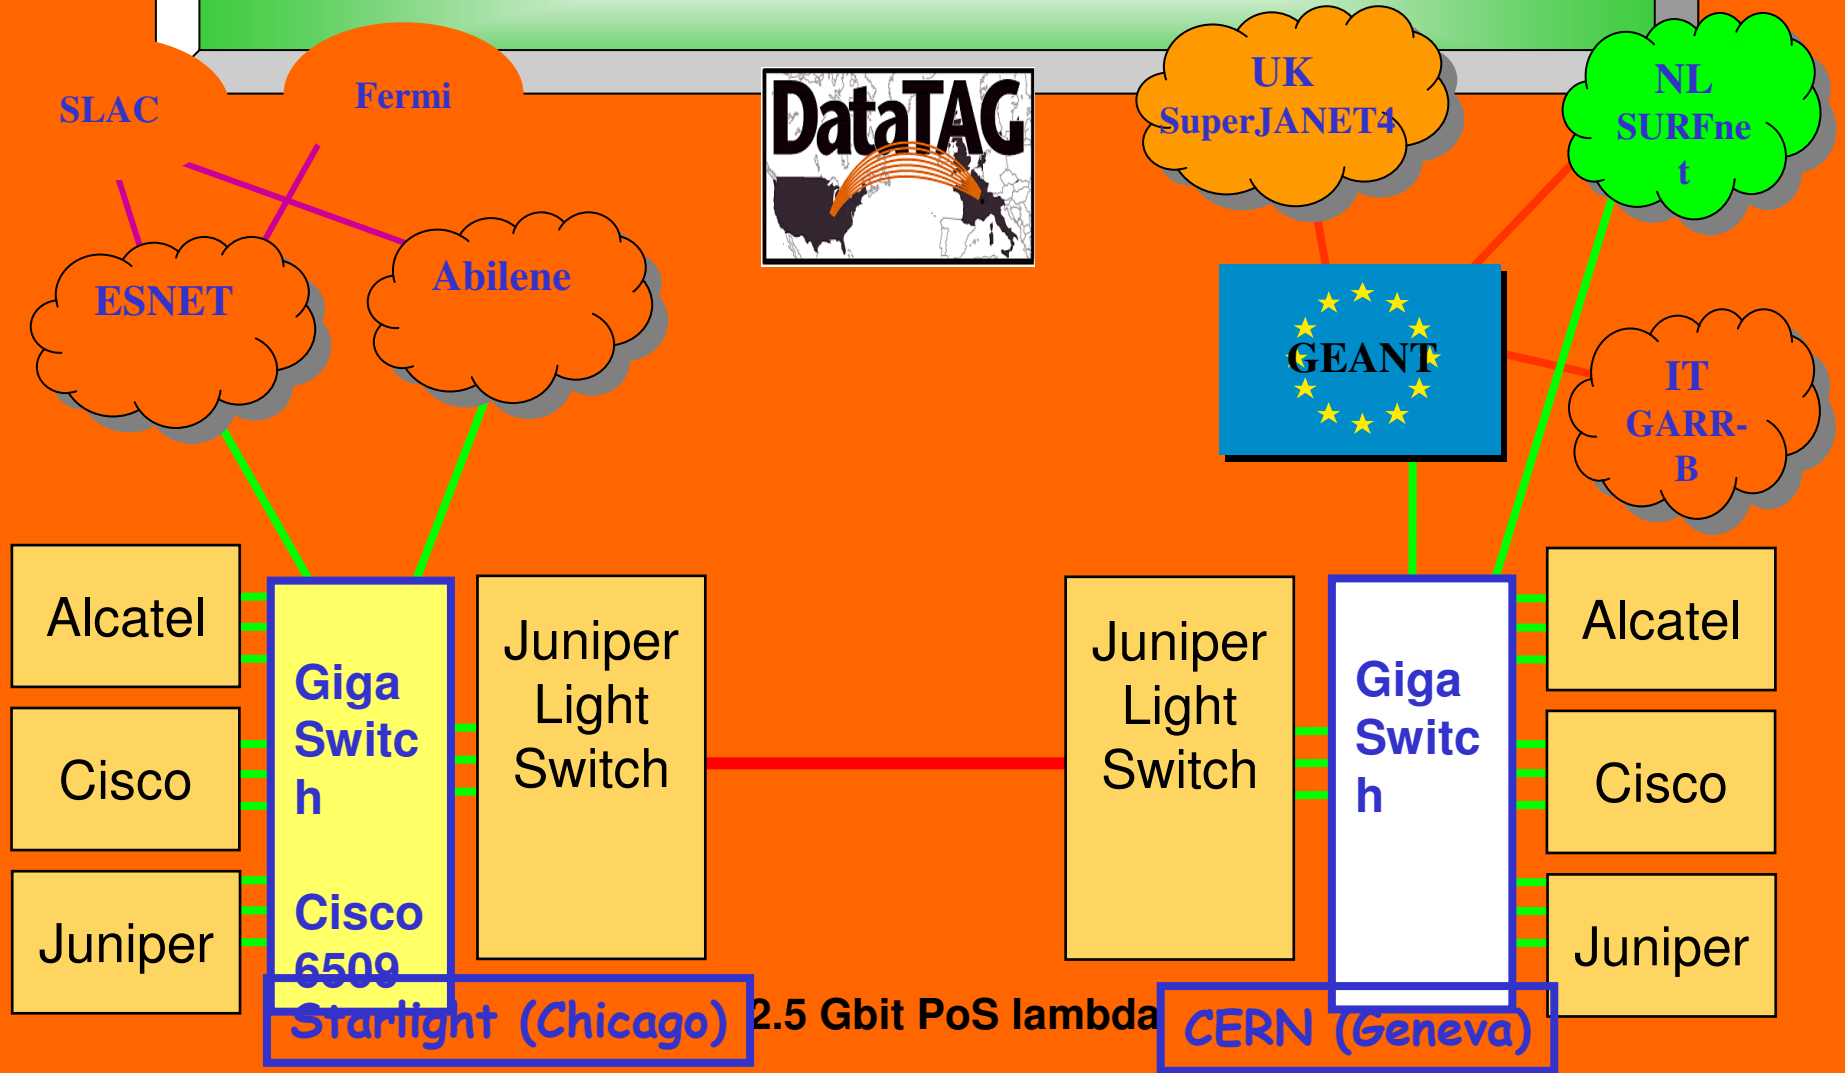 SLAC
Fermi
DataTAG
UK
SuperJANET4
NL
SURFne
t
ESNET
Abilene
GEANT
IT
GARR-
B
Alcatel
Cisco
Juniper
Giga
Switc
h
Cisco
6509
Juniper
Light
Switch
Juniper
Light
Switch
Giga
Switc
h
Alcatel
Cisco
Juniper
Starlight (Chicago)
2.5 Gbit PoS lambda
CERN (Geneva)